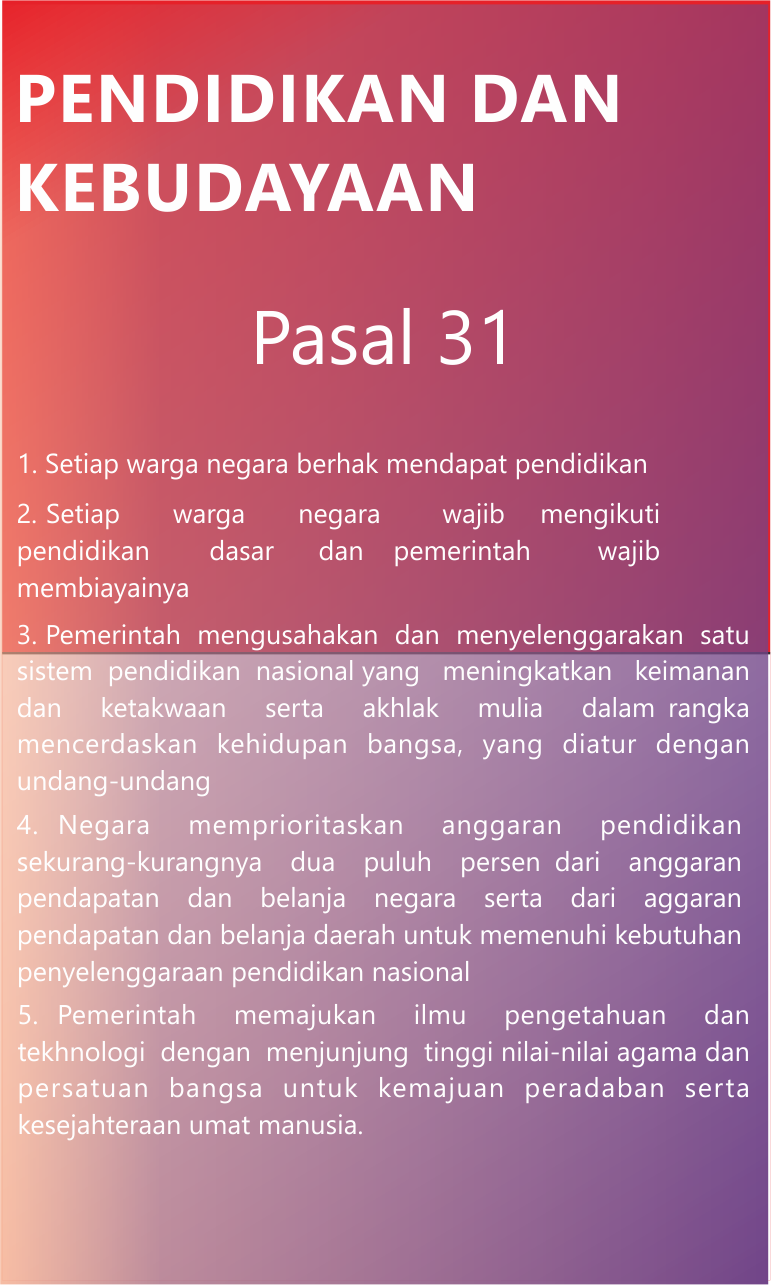 PENDIDIKAN DAN
KEBUDAYAAN
Pasal 31
1. Setiap warga negara berhak mendapat pendidikan
2. Setiap warga negara wajib mengikuti
pendidikan dasar dan pemerintah wajib
membiayainya
3. Pemerintah mengusahakan dan menyelenggarakan satu
sistem pendidikan nasional yang meningkatkan keimanan
dan ketakwaan serta akhlak mulia dalam rangka
mencerdaskan kehidupan bangsa, yang diatur dengan
undang-undang
4. Negara memprioritaskan anggaran pendidikan
sekurang-kurangnya dua puluh persen dari anggaran
pendapatan dan belanja negara serta dari aggaran
pendapatan dan belanja daerah untuk memenuhi kebutuhan
penyelenggaraan pendidikan nasional
5. Pemerintah memajukan ilmu pengetahuan dan
tekhnologi dengan menjunjung tinggi nilai-nilai agama dan
persatuan bangsa untuk kemajuan peradaban serta
kesejahteraan umat manusia.